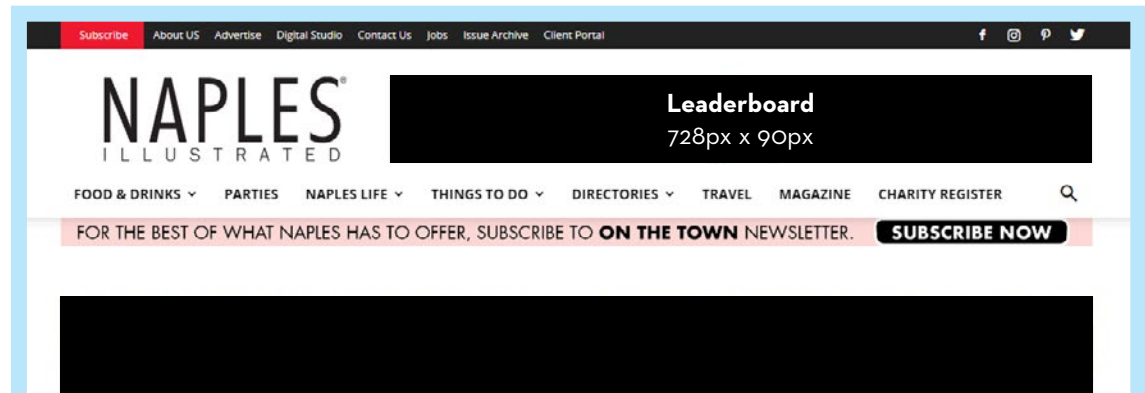 Subscribe About US Advertise Digital Studio Contact Us Jobs Issue Archive Client Portal
NAPLES®
ILLUSTRATED
Leaderboard
728px x 90px
FOOD & DRINKS PARTIES NAPLES LIFE THINGS TO DO DIRECTORIES TRAVEL MAGAZINE CHARITY REGISTER
FOR THE BEST OF WHAT NAPLES HAS TO OFFER, SUBSCRIBE TO ON THE TOWN NEWSLETTER. SUBSCRIBE NOW